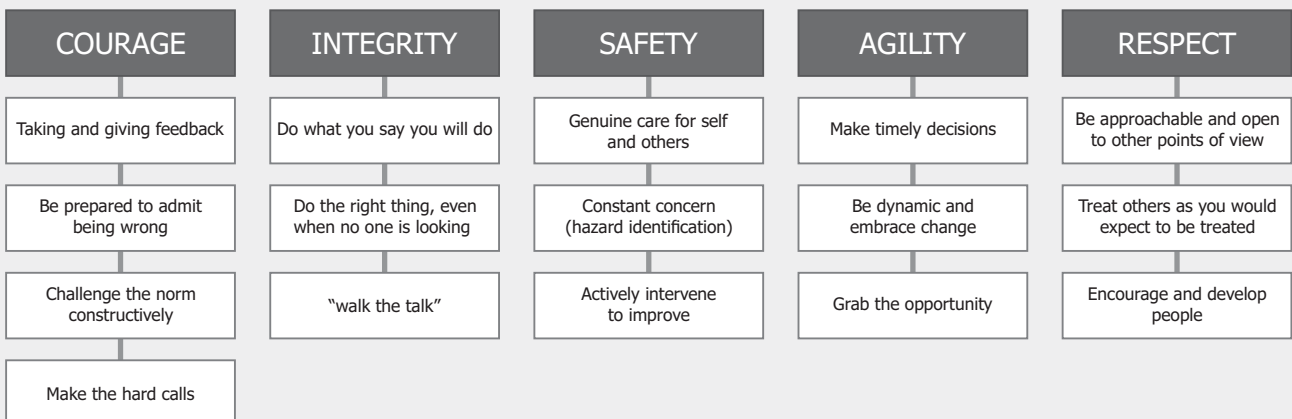 COURAGE
Taking and giving feedback
Be prepared to admit
being wrong
Challenge the norm
constructively
Make the hard calls
INTEGRITY
Do what you say you will do
Do the right thing, even
when no one is looking
“walk the talk”
SAFETY
Genuine care for self
and others
Constant concern
(hazard identification)
Actively intervene
to improve
AGILITY
Make timely decisions
Be dynamic and
embrace change
Grab the opportunity
RESPECT
Be approachable and open
to other points of view
Treat others as you would
expect to be treated
Encourage and develop
people